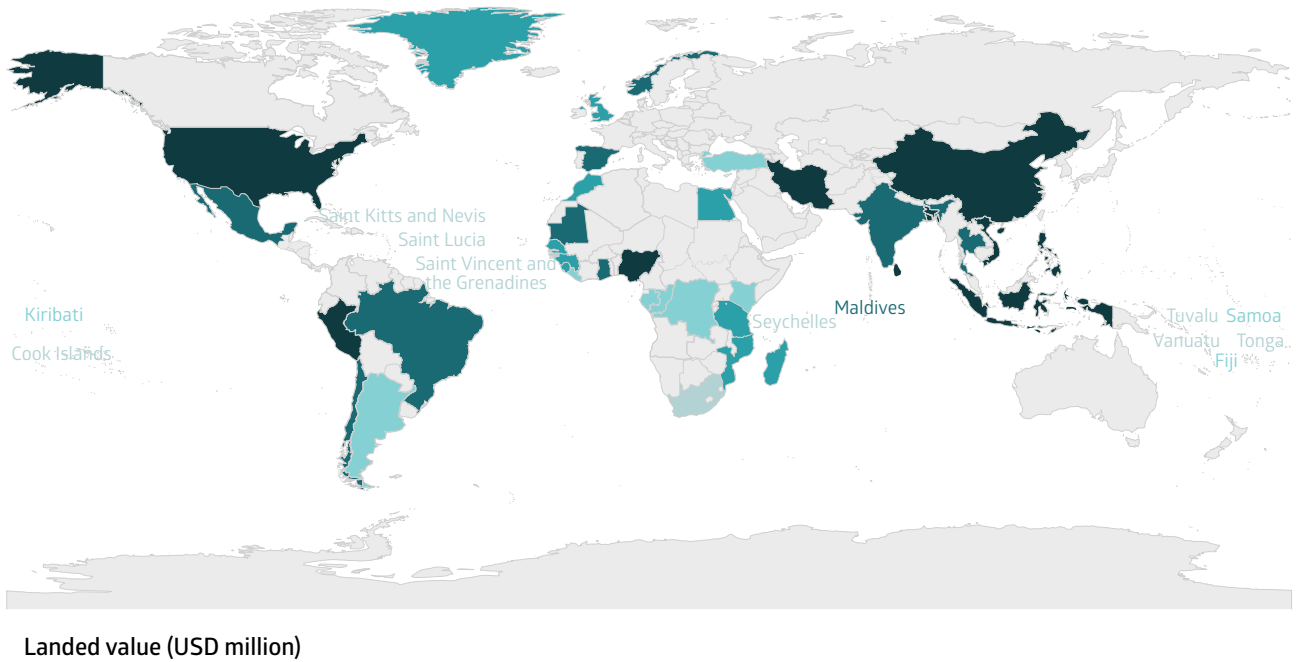 Saint Kitts and Nevis
Saint Lucia
Saint Vincent and
the Grenadines
Kiribati
Cook Islands
Seychelles
Maldives
Tuvalu Samoa
Vanuatu Tonga
Fiji
Landed value (USD million)